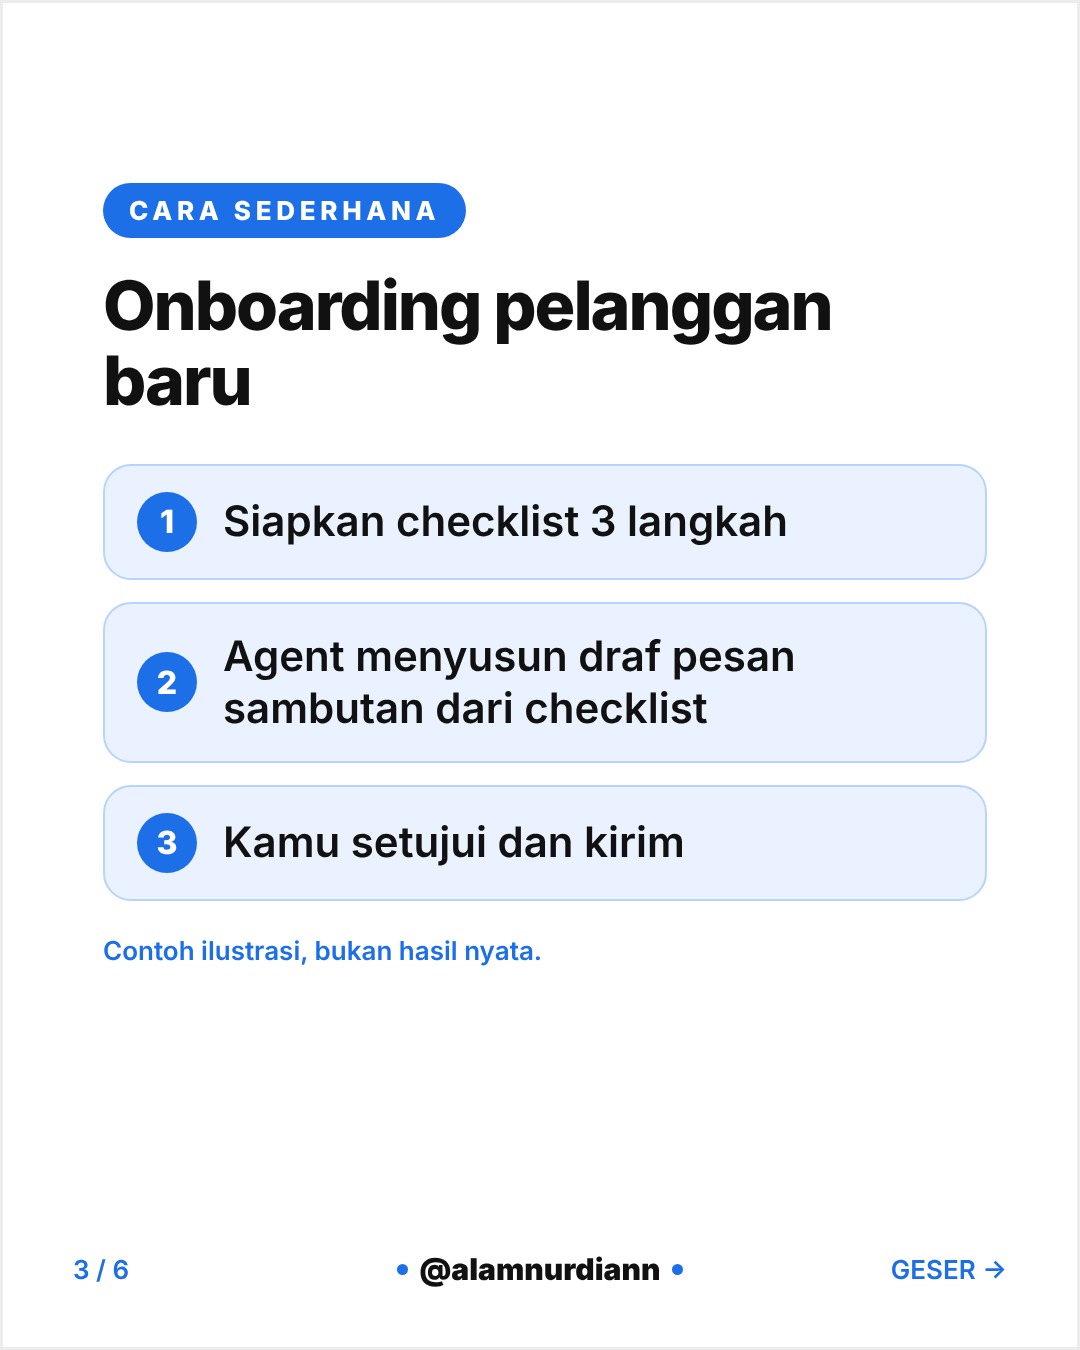 CARA SEDERHANA
Onboarding pelanggan
baru
1 Siapkan checklist 3 langkah
2 Agent menyusun draf pesan
sambutan dari checklist
3 Kamu setujui dan kirim
Contoh ilustrasi, bukan hasil nyata.
3 / 6 • @alamnurdiann • GESER →